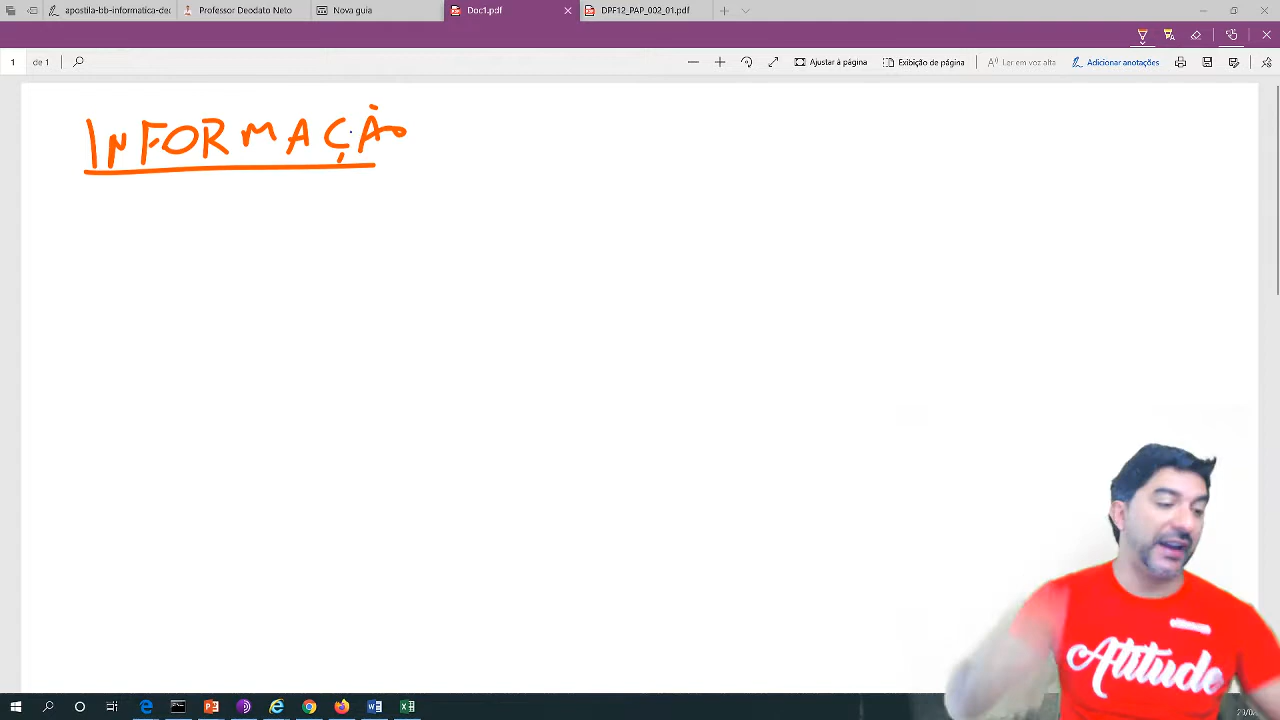 apostila-bb-informatica-dec
Professor Deodato Neto
Nova guia
Doc1.pdf
DPF12_PAP_002_01.pdf
1 de 1
Ajustar à página
Exibição de página
Ler em voz alta
Adicionar anotações
INFORMAÇÃO
Atitude